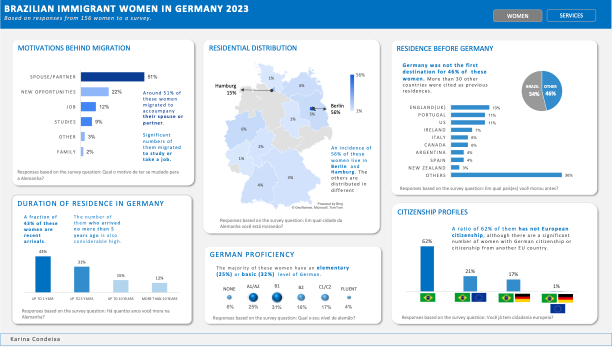 BRAZILIAN IMMIGRANT WOMEN IN GERMANY 2023
Based on responses from 156 women to a survey.
WOMEN
SERVICES
MOTIVATIONS BEHIND MIGRATION
SPOUSE/PARTNER
51%
NEW OPPORTUNITIES
22%
JOB
12%
STUDIES
9%
OTHER
3%
FAMILY
2%
Around 51% of
these women
migrated to
accompany
their spouse or
partner.
Significant
numbers of
them migrated
to study or
take a job.
Responses based on the survey question: Qual o motivo de ter se mudado para
a Alemanha?
RESIDENTIAL DISTRIBUTION
Hamburg
15%
Berlin
56%
56%
1%
An incidence of
56% of these
women live in
Berlin and
Hamburg. The
others are
distributed in
different
Powered by Bing
© GeoNames, Microsoft, TomTom
Responses based on the survey question: Em qual cidade da
Alemanha você está morando?
RESIDENCE BEFORE GERMANY
Germany was not the first
destination for 46% of these
women. More than 30 other
countries were cited as previous
residences.
BRAZIL
54%
OTHER
46%
ENGLAND(UK)
13%
PORTUGAL
11%
US
11%
IRELAND
7%
ITALY
6%
CANADA
6%
ARGENTINA
4%
SPAIN
4%
NEW ZEALAND
3%
OTHERS
36%
Responses based on the survey question: Em qual país(es) você morou antes?
DURATION OF RESIDENCE IN GERMANY
A fraction of
43% of these
women are
recent
arrivals.
The number of
them who arrived
no more than 5
years ago is also
considerable high.
43%
31%
UP TO 1 YEAR
UP TO 5 YEARS
UP TO 10 YEARS
MORE THAN 10 YEARS
Responses based on the survey question: Há quantos anos você mora na
Alemanha?
GERMAN PROFICIENCY
The majority of these women have an elementary
(25%) or basic (32%) level of German.
NONE
A1/A2
B1
B2
C1/C2
FLUENT
6%
25%
31%
16%
17%
4%
Responses based on the survey question: Qual o seu nível de alemão?
CITIZENSHIP PROFILES
A ratio of 62% of them has not European
citizenship, although there are a significant
number of women with German citizenship or
citizenship from another EU country.
62%
21%
17%
1%
Responses based on the survey question: Você já tem cidadania europeia?
Karina Condeixa